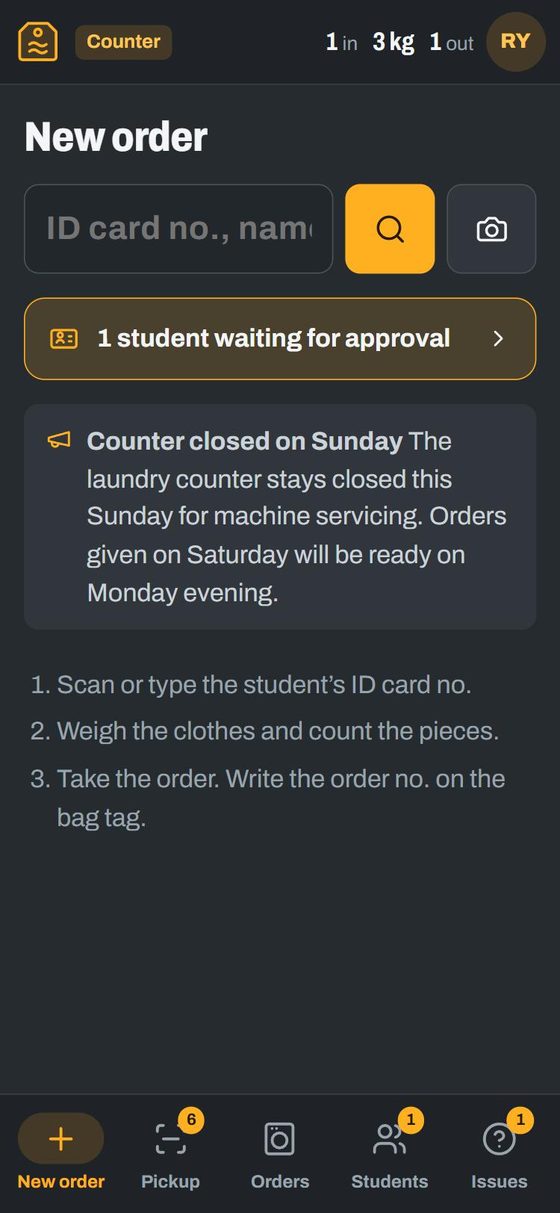 Counter
1 in 3 kg 1 out RY
New order
ID card no., nam
1 student waiting for approval
Counter closed on Sunday The
laundry counter stays closed this
Sunday for machine servicing. Orders
given on Saturday will be ready on
Monday evening.
1. Scan or type the student’s ID card no.
2. Weigh the clothes and count the pieces.
3. Take the order. Write the order no. on the
bag tag.
6 1 1
New order Pickup Orders Students Issues